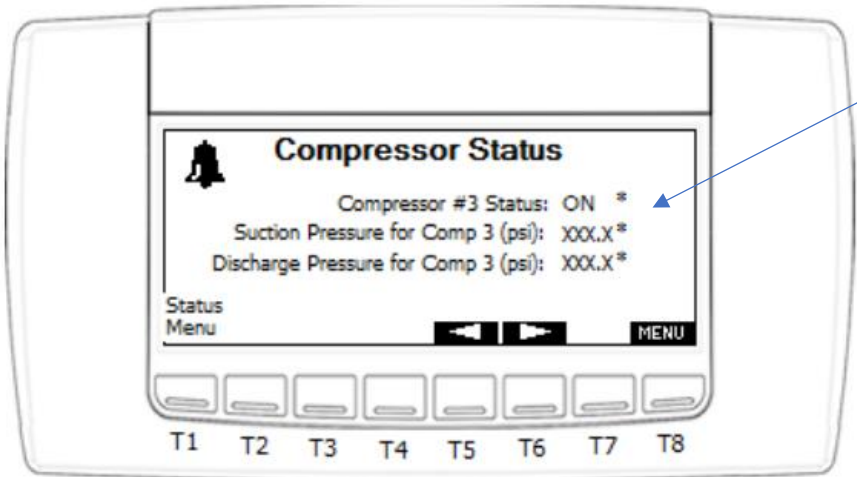 Compressor Status
Compressor #3 Status: ON *
Suction Pressure for Comp 3 (psi): XXX.X*
Discharge Pressure for Comp 3 (psi): XXX.X*
Status
Menu
MENU
T1 T2 T3 T4 T5 T6 T7 T8